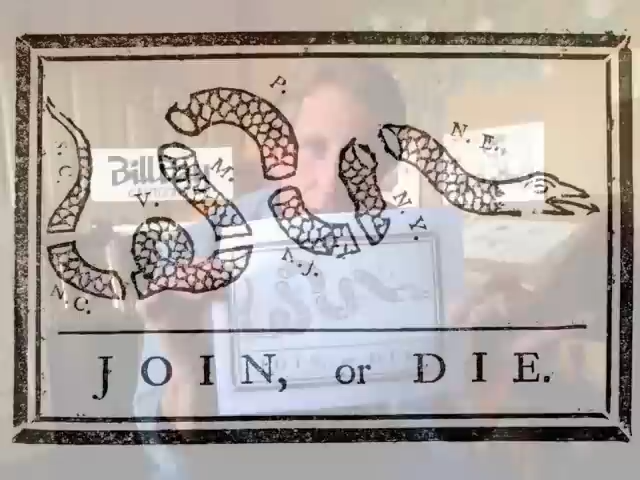 P.
N. E.
S. C.
M.
V.
N. Y.
N. J.
N. C.
JOIN, or DIE.